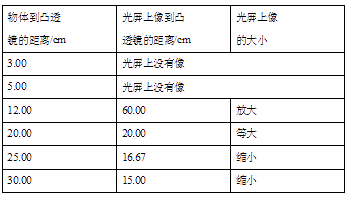 物体到凸透
镜的距离/cm
光屏上像到凸
透镜的距离/cm
光屏上像
的大小
3.00 光屏上没有像
5.00 光屏上没有像
12.00 60.00 放大
20.00 20.00 等大
25.00 16.67 缩小
30.00 15.00 缩小